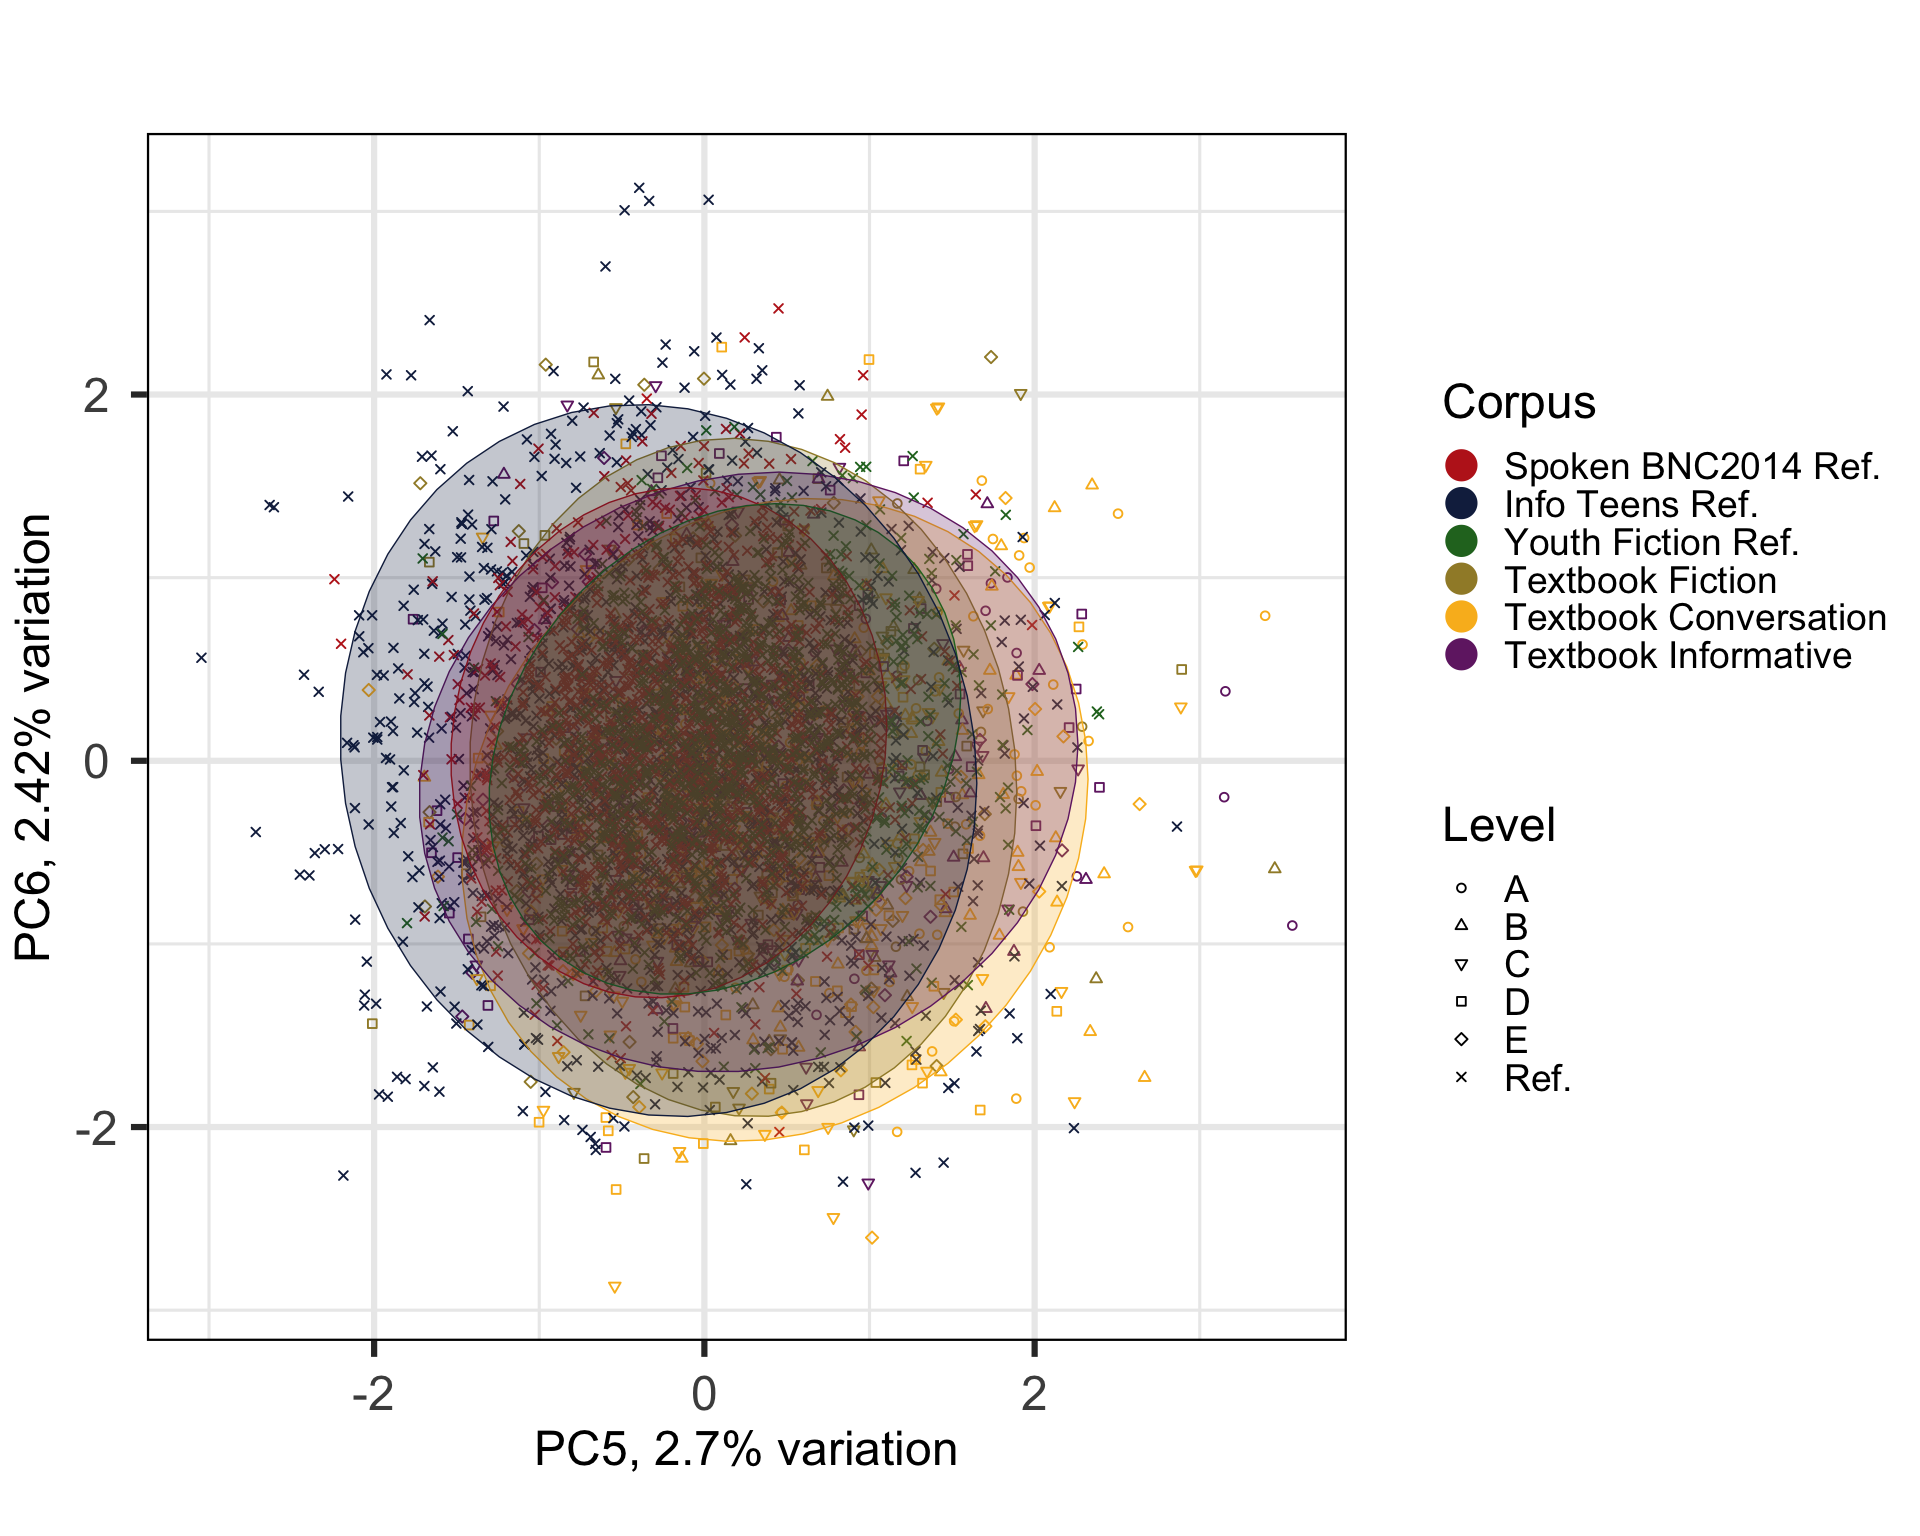 2
0
-2
PC6, 2.42% variation
-2
0
2
PC5, 2.7% variation
Corpus
Spoken BNC2014 Ref.
Info Teens Ref.
Youth Fiction Ref.
Textbook Fiction
Textbook Conversation
Textbook Informative
Level
A
B
C
D
E
Ref.